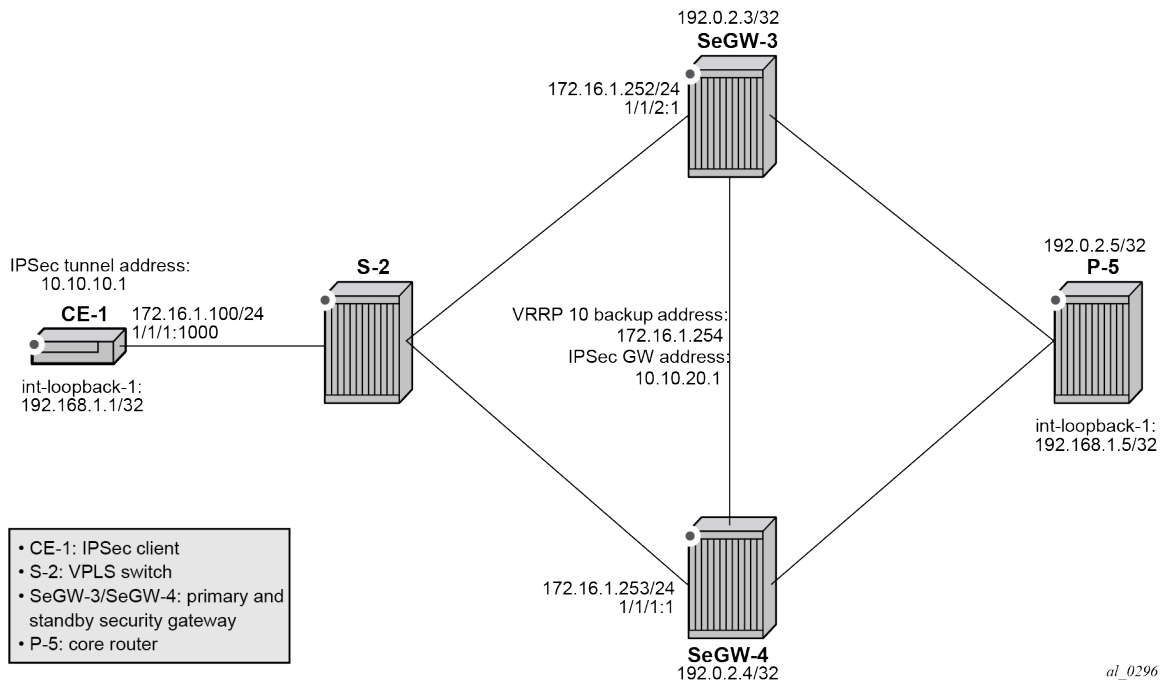 192.0.2.3/32
SeGW-3
172.16.1.252/24
1/1/2:1
IPSec tunnel address:
10.10.10.1
CE-1
172.16.1.100/24
1/1/1:1000
int-loopback-1:
192.168.1.1/32
S-2
VRRP 10 backup address:
172.16.1.254
IPSec GW address:
10.10.20.1
192.0.2.5/32
P-5
int-loopback-1:
192.168.1.5/32
• CE-1: IPSec client
• S-2: VPLS switch
• SeGW-3/SeGW-4: primary and
standby security gateway
• P-5: core router
172.16.1.253/24
1/1/1:1
SeGW-4
192.0.2.4/32
al_0296